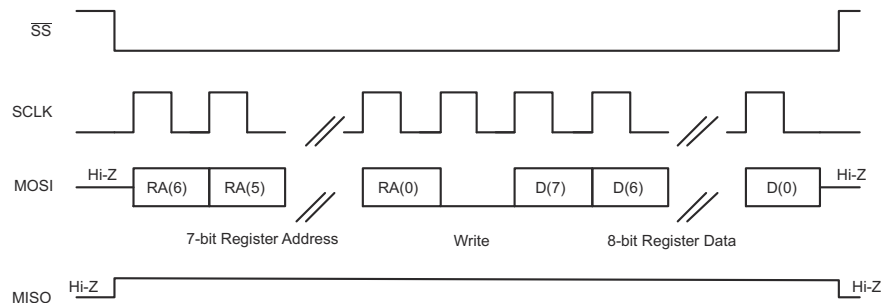 SS
SCLK
MOSI Hi-Z RA(6) RA(5) RA(0) D(7) D(6) D(0) Hi-Z
7-bit Register Address Write 8-bit Register Data
MISO Hi-Z Hi-Z